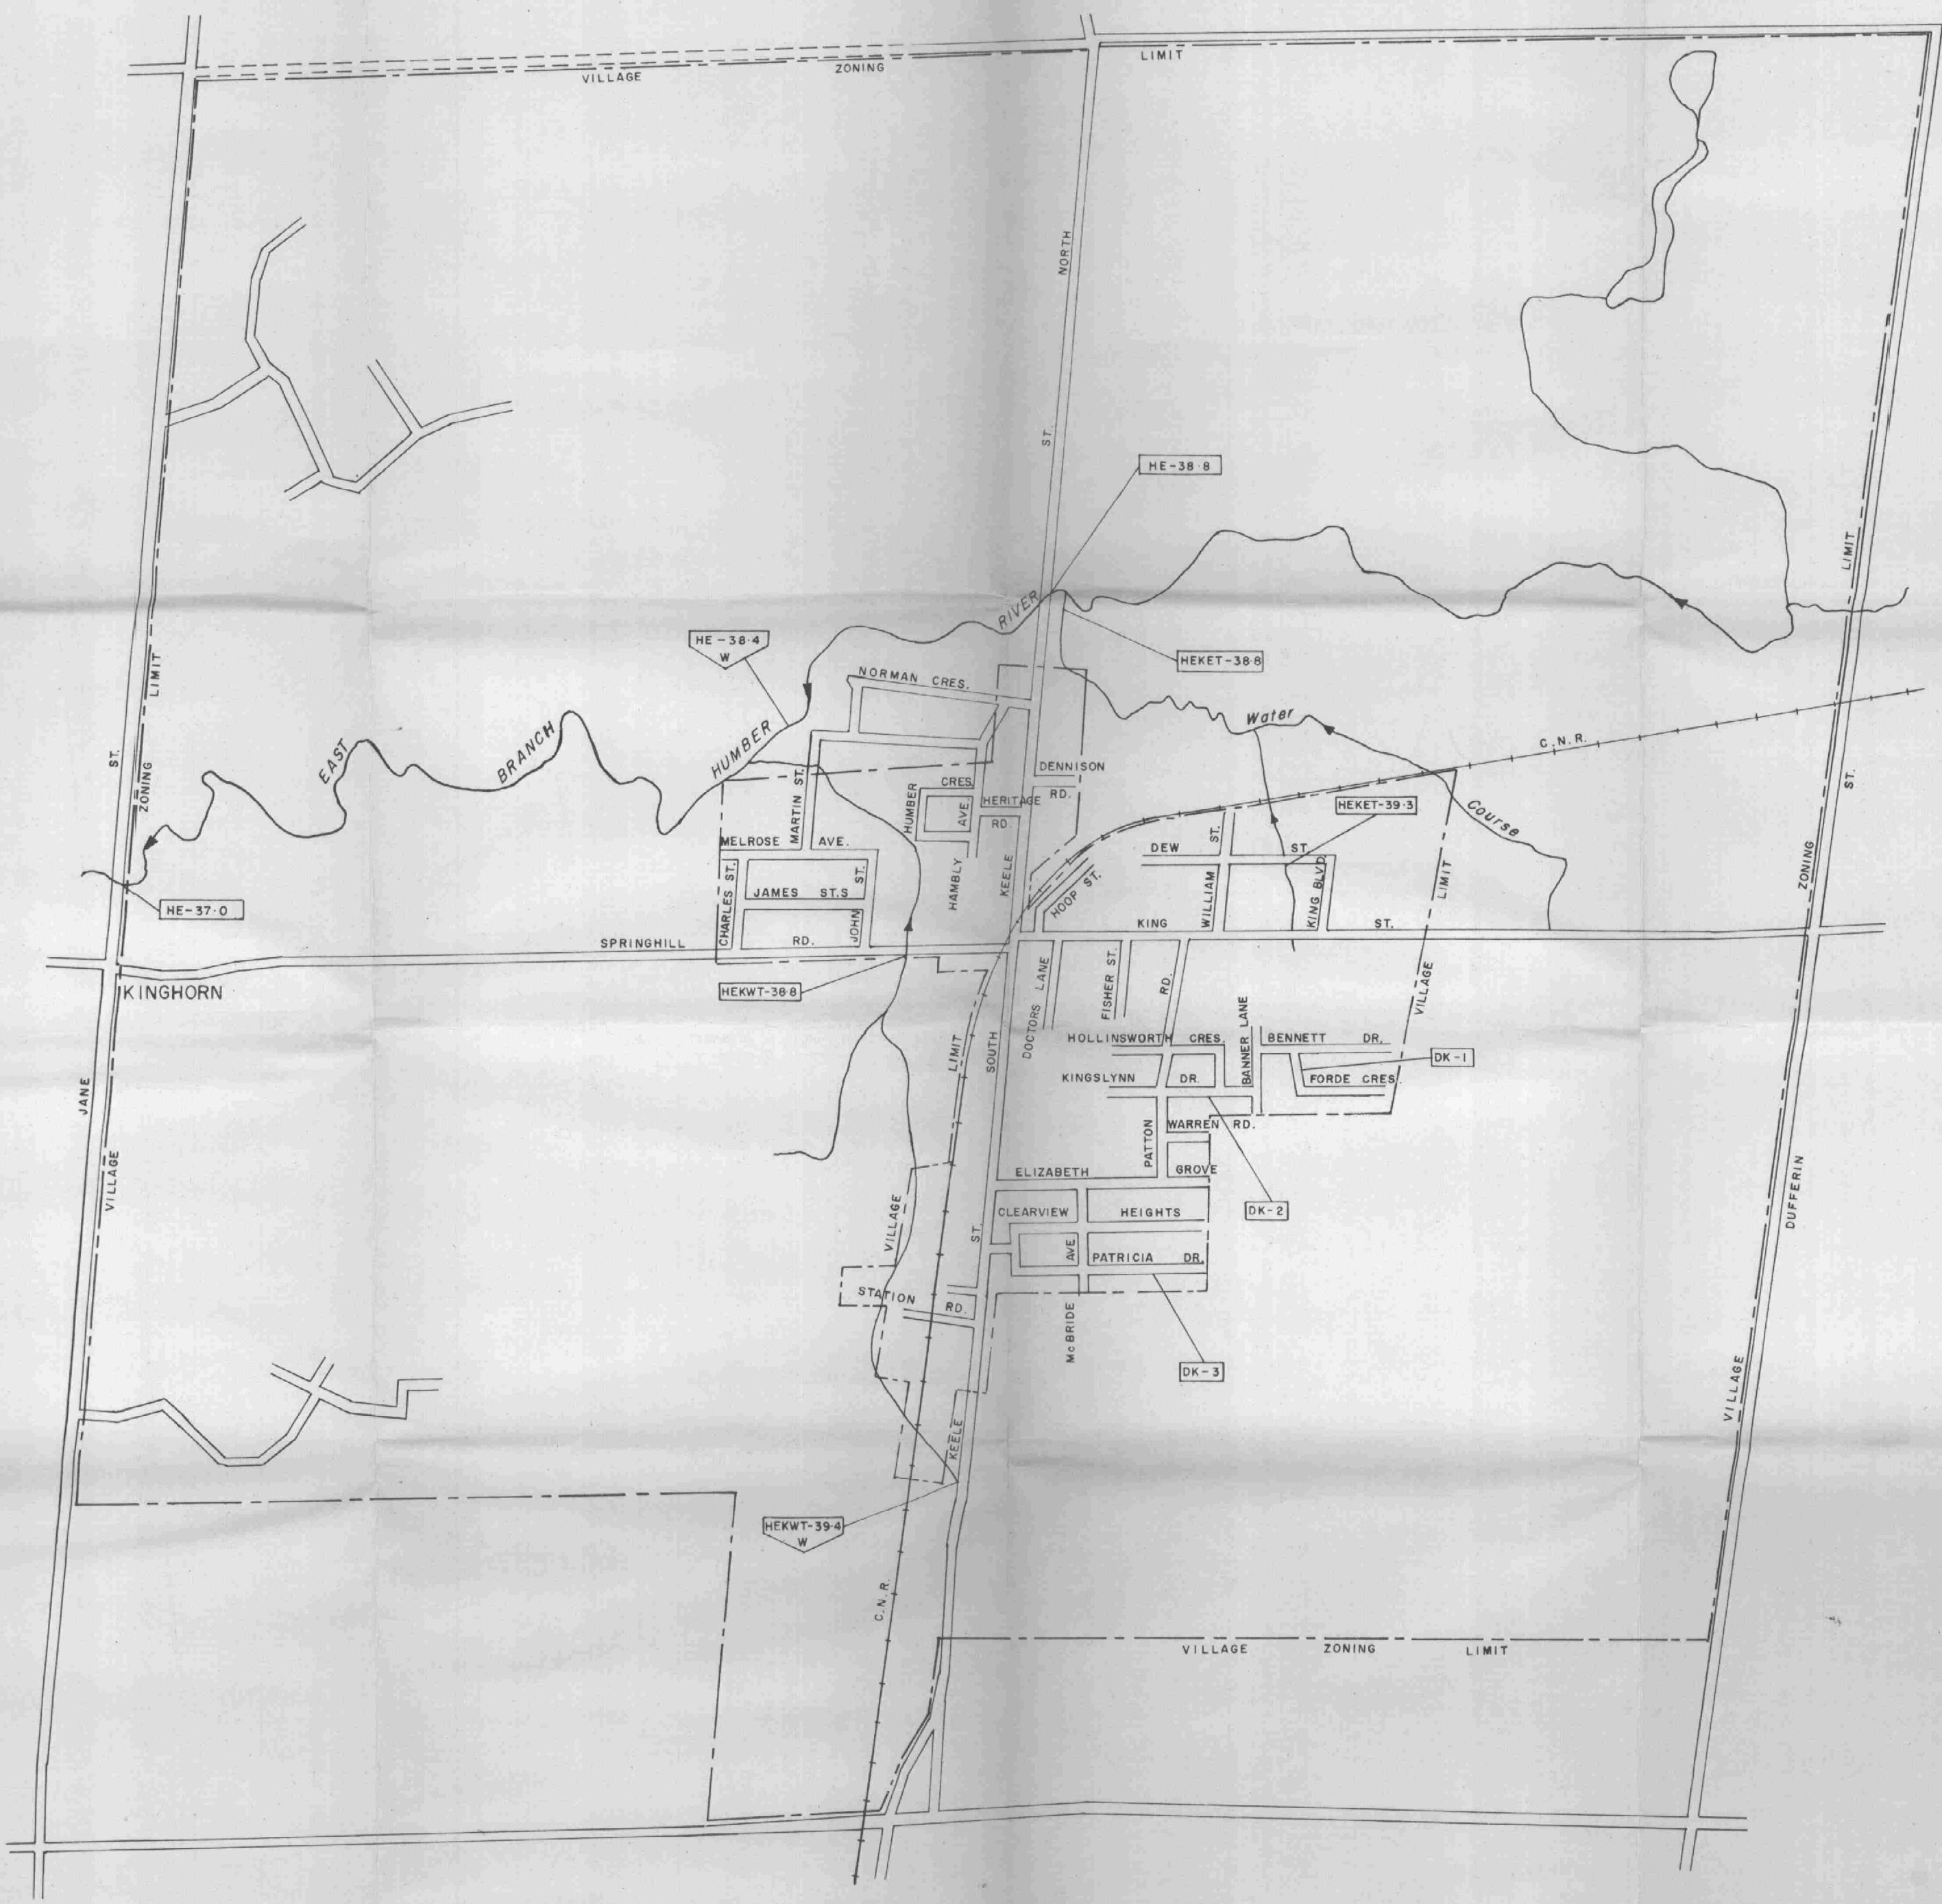 VILLAGE ZONING LIMIT
NORTH
ST.
HE-38·8
LIMIT
ZONING
ST.
VILLAGE
DUFFERIN
RIVER
HE-38·4
W
HEKET-38·8
NORMAN CRES.
Water
Course
C.N.R.
EAST BRANCH HUMBER
LIMIT
ZONING
ST.
JANE
VILLAGE
DENNISON
RD.
MARTIN ST.
HUMBER
CRES.
AVE.
HAMBLY
HERITAGE
RD.
HEKET-39·3
MELROSE AVE.
KEELE
DEW ST.
WILLIAM ST.
KING BLVD.
LIMIT
VILLAGE
HOOP ST.
CHARLES ST.
JAMES ST.S
JOHN ST.
HE-37·0
KING ST.
SPRINGHILL RD.
KINGHORN
HEKWT-38·8
DOCTORS LANE
FISHER ST.
RD.
BANNER LANE
LIMIT
SOUTH
HOLLINSWORTH CRES.
BENNETT DR.
DK-1
KINGSLYNN DR.
FORDE CRES.
PATTON
WARREN RD.
ELIZABETH GROVE
VILLAGE
ST.
CLEARVIEW HEIGHTS
DK-2
AVE
PATRICIA DR.
STATION RD.
McBRIDE
DK-3
KEELE
HEKWT-39·4
W
C.N.R.
VILLAGE ZONING LIMIT